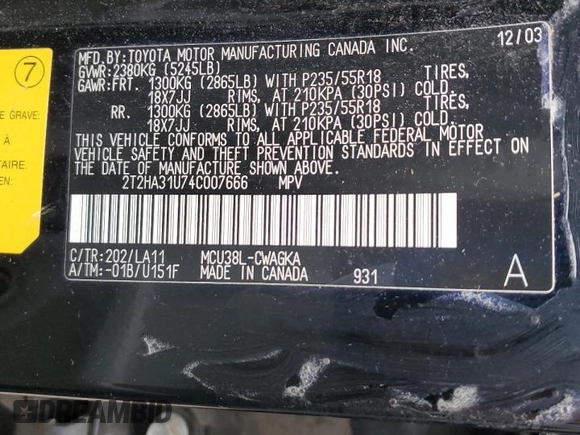 7
E GRAVE:
À
TAIRE.
MFD.BY:TOYOTA MOTOR MANUFACTURING CANADA INC. 12/03
GVWR:2380KG (5245LB)
GAWR:FRT. 1300KG (2865LB) WITH P235/55R18 TIRES,
18X7JJ RIMS, AT 210KPA (30PSI) COLD.
RR. 1300KG (2865LB) WITH P235/55R18 TIRES,
18X7JJ RIMS, AT 210KPA (30PSI) COLD.
THIS VEHICLE CONFORMS TO ALL APPLICABLE FEDERAL MOTOR
VEHICLE SAFETY AND THEFT PREVENTION STANDARDS IN EFFECT ON
THE DATE OF MANUFACTURE SHOWN ABOVE.
2T2HA31U74C007666 MPV
C/TR:202/LA11 MCU38L-CWAGKA
A/TM:-01B/U151F MADE IN CANADA 931 A
DREAMBID